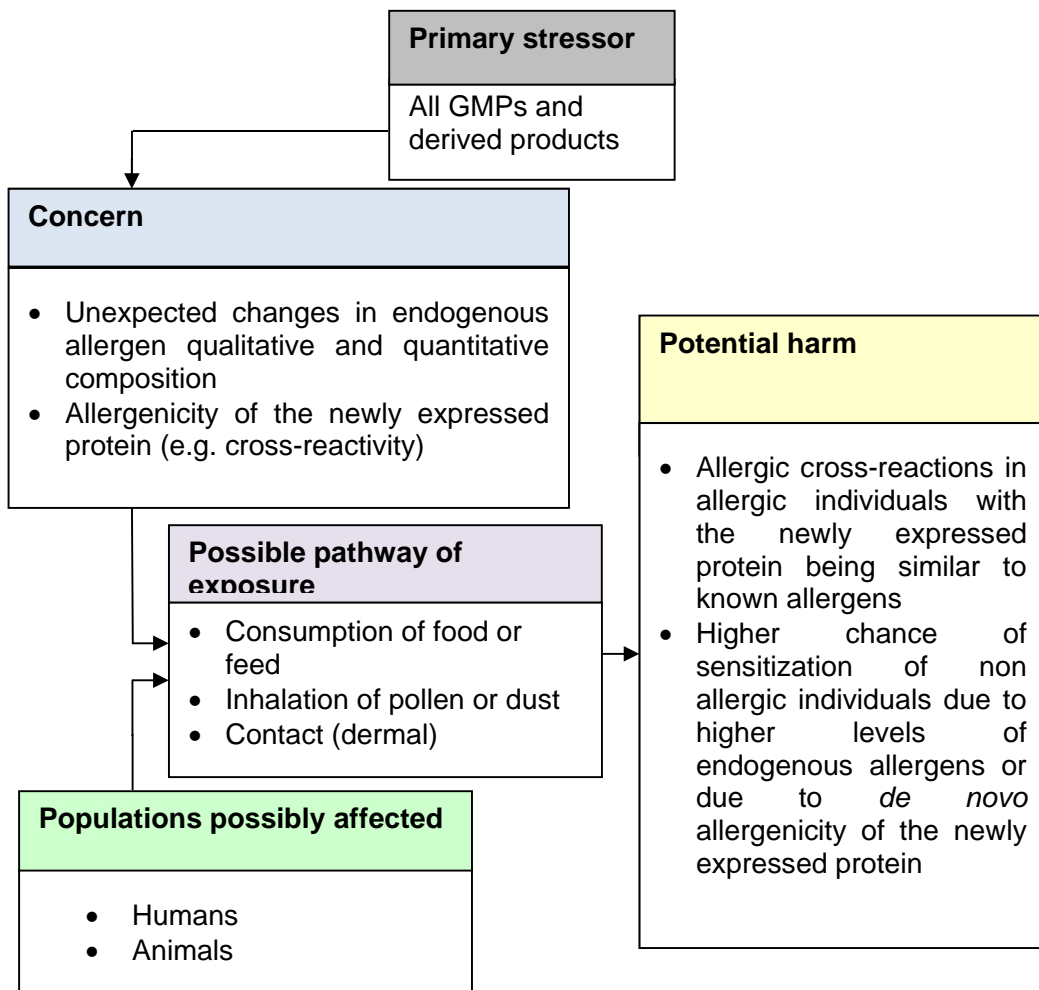 Primary stressor
All GMPs and
derived products
Concern
• Unexpected changes in endogenous
allergen qualitative and quantitative
composition
• Allergenicity of the newly expressed
protein (e.g. cross-reactivity)
Possible pathway of
exposure
• Consumption of food or
feed
• Inhalation of pollen or dust
• Contact (dermal)
Populations possibly affected
• Humans
• Animals
Potential harm
• Allergic cross-reactions in
allergic individuals with
the newly expressed
protein being similar to
known allergens
• Higher chance of
sensitization of non
allergic individuals due to
higher levels of
endogenous allergens or
due to de novo
allergenicity of the newly
expressed protein